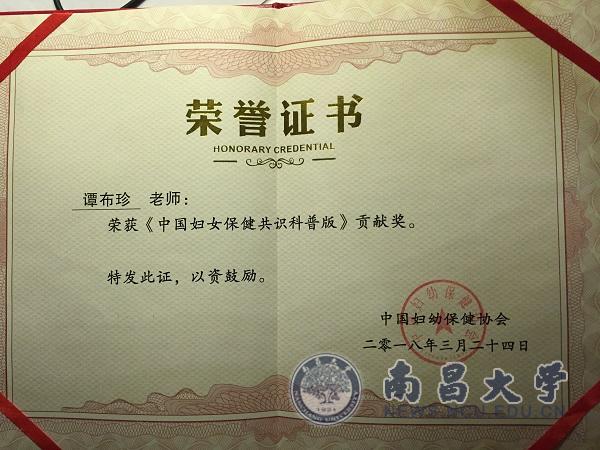 荣誉证书
HONORARY CREDENTIAL
谭布珍 老师：
荣获《中国妇女保健共识科普版》贡献奖。
特发此证，以资鼓励。
中国妇幼保健协会
二零一八年三月二十四日
南昌大学
NEWS.NCU.EDU.CN